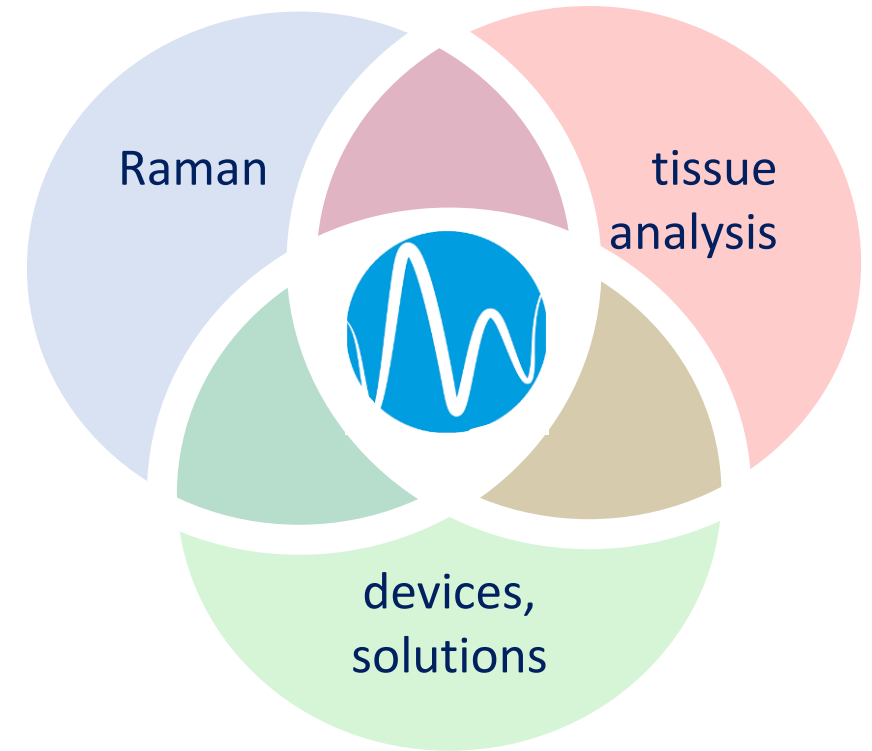 Raman
tissue
analysis
devices,
solutions